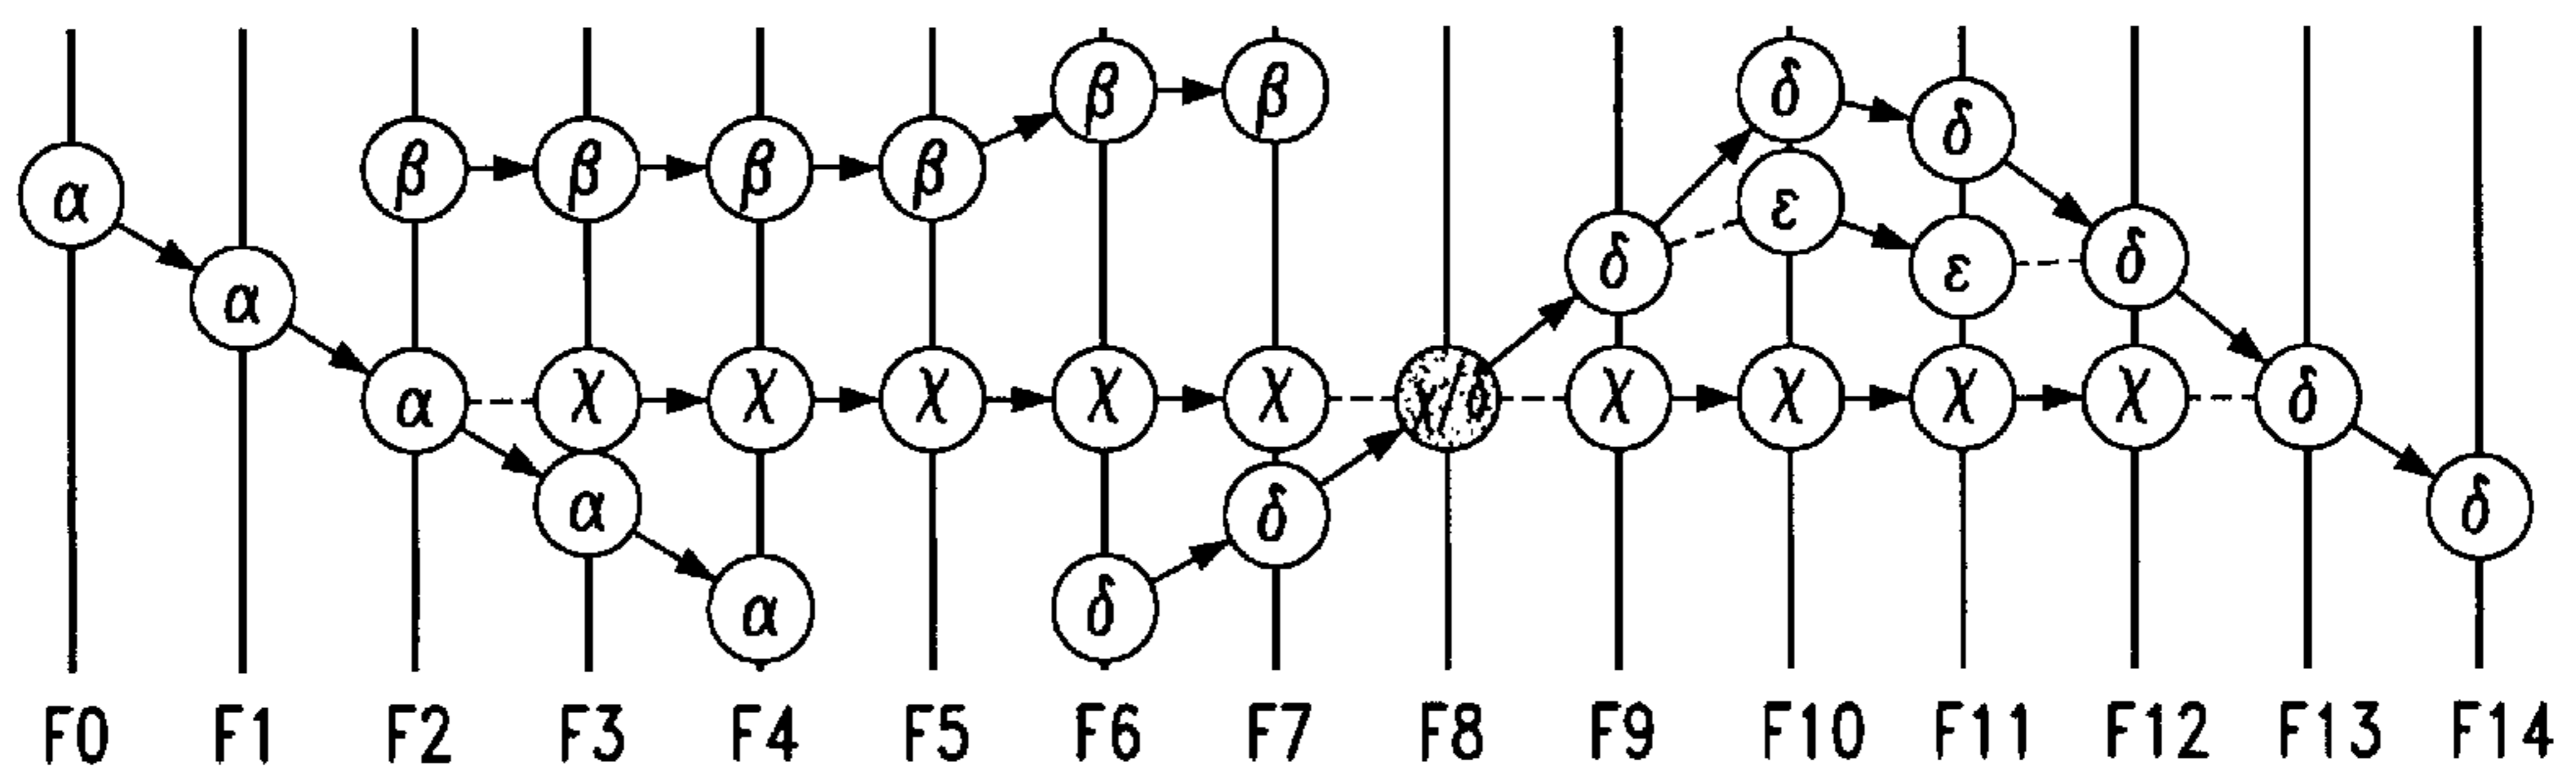 β β δ
β β β β δ
α ε
δ ε δ
α
α χ χ χ χ χ χ/δ χ χ χ χ δ
α δ δ
α δ
F0 F1 F2 F3 F4 F5 F6 F7 F8 F9 F10 F11 F12 F13 F14